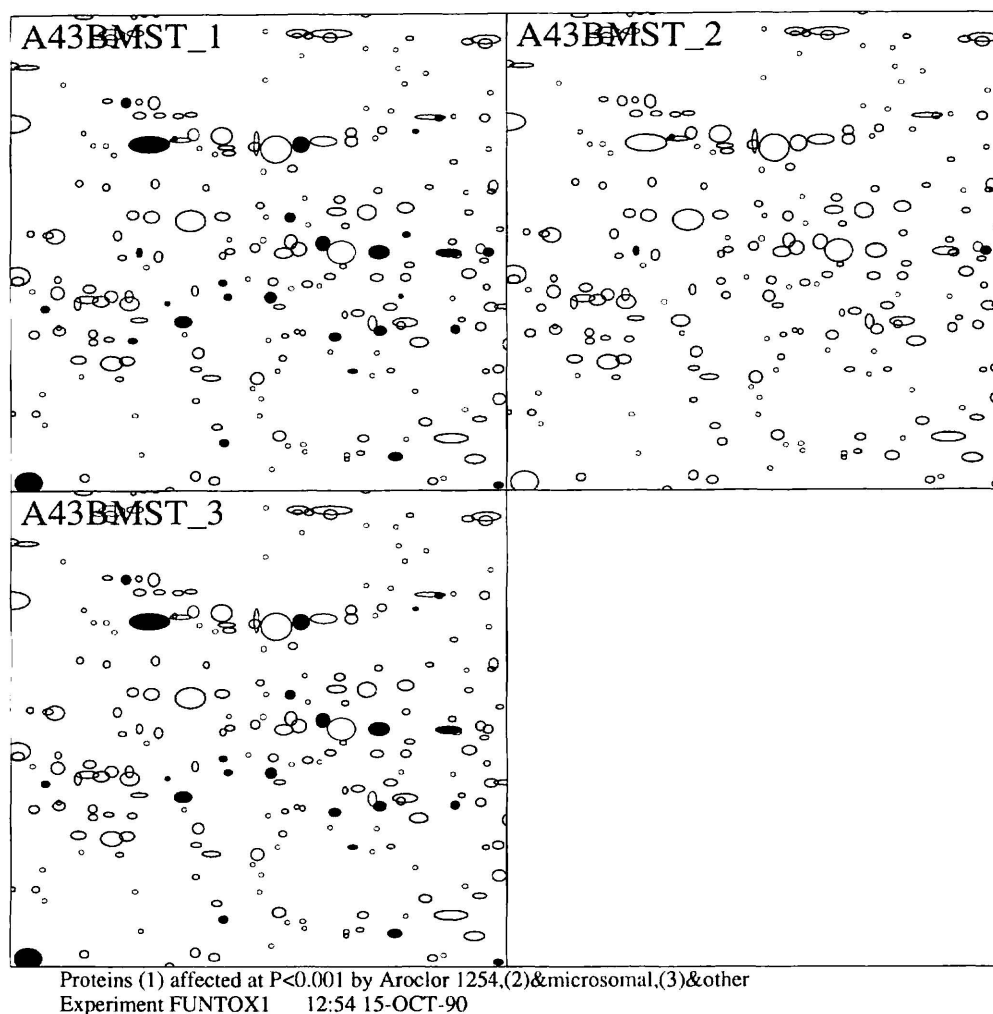 A43BMST_1
A43BMST_2
A43BMST_3
Proteins (1) affected at P<0.001 by Aroclor 1254,(2)&microsomal,(3)&other
Experiment FUNTOX1 12:54 15-OCT-90